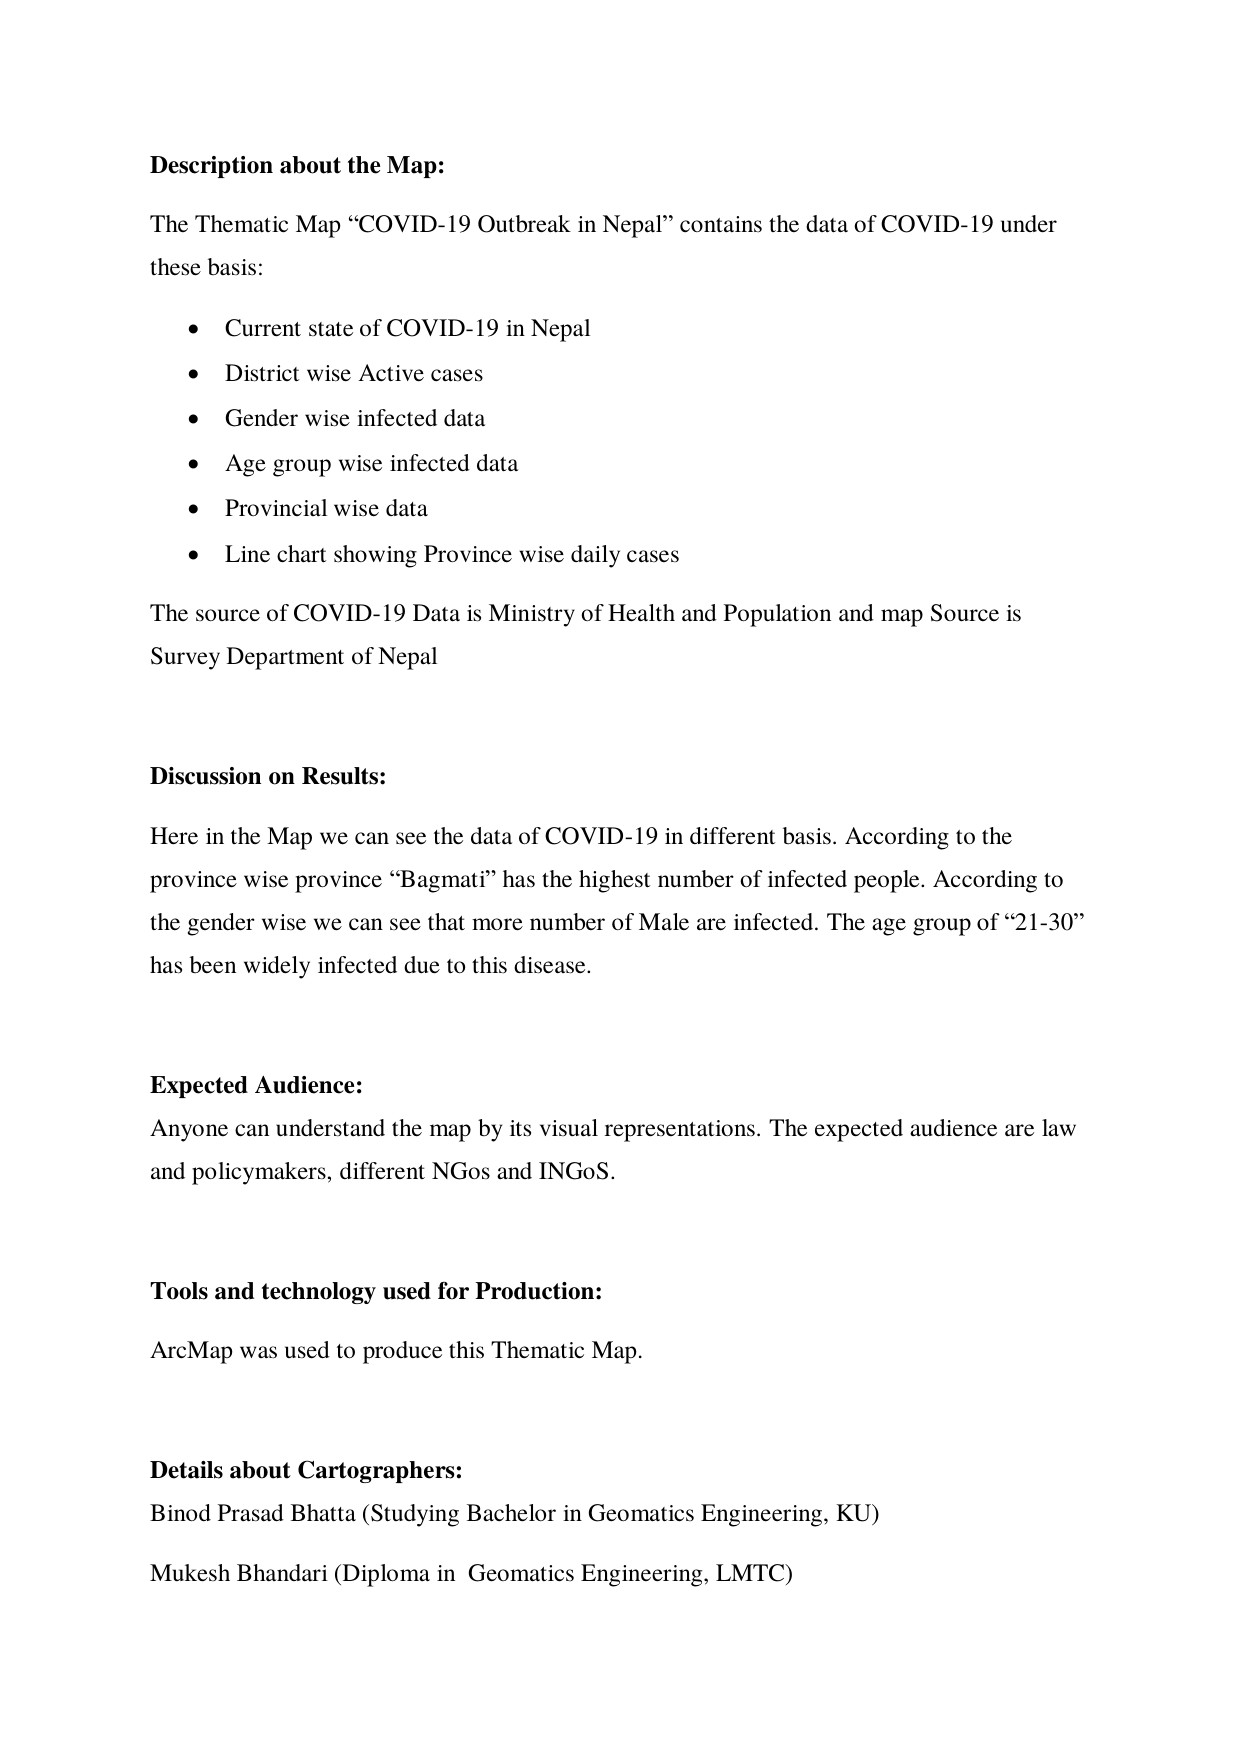 Description about the Map:
The Thematic Map “COVID-19 Outbreak in Nepal” contains the data of COVID-19 under
these basis:
• Current state of COVID-19 in Nepal
• District wise Active cases
• Gender wise infected data
• Age group wise infected data
• Provincial wise data
• Line chart showing Province wise daily cases
The source of COVID-19 Data is Ministry of Health and Population and map Source is
Survey Department of Nepal
Discussion on Results:
Here in the Map we can see the data of COVID-19 in different basis. According to the
province wise province “Bagmati” has the highest number of infected people. According to
the gender wise we can see that more number of Male are infected. The age group of “21-30”
has been widely infected due to this disease.
Expected Audience:
Anyone can understand the map by its visual representations. The expected audience are law
and policymakers, different NGos and INGoS.
Tools and technology used for Production:
ArcMap was used to produce this Thematic Map.
Details about Cartographers:
Binod Prasad Bhatta (Studying Bachelor in Geomatics Engineering, KU)
Mukesh Bhandari (Diploma in  Geomatics Engineering, LMTC)